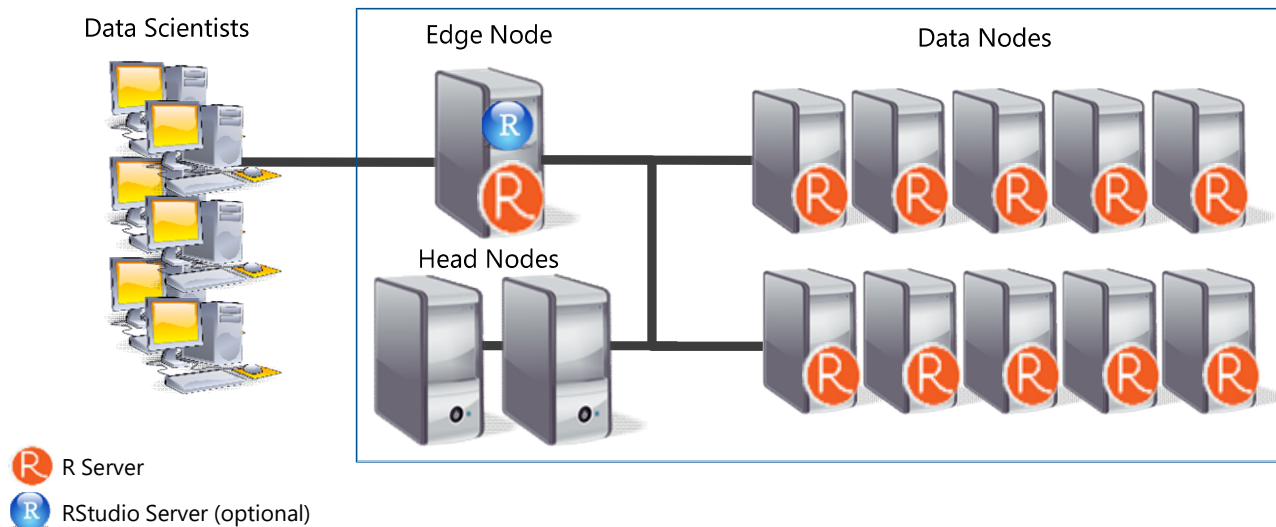 Data Scientists
Edge Node
Data Nodes
R
R
R
R
R
R
R
Head Nodes
R
R
R
R
R
R R Server
R RStudio Server (optional)